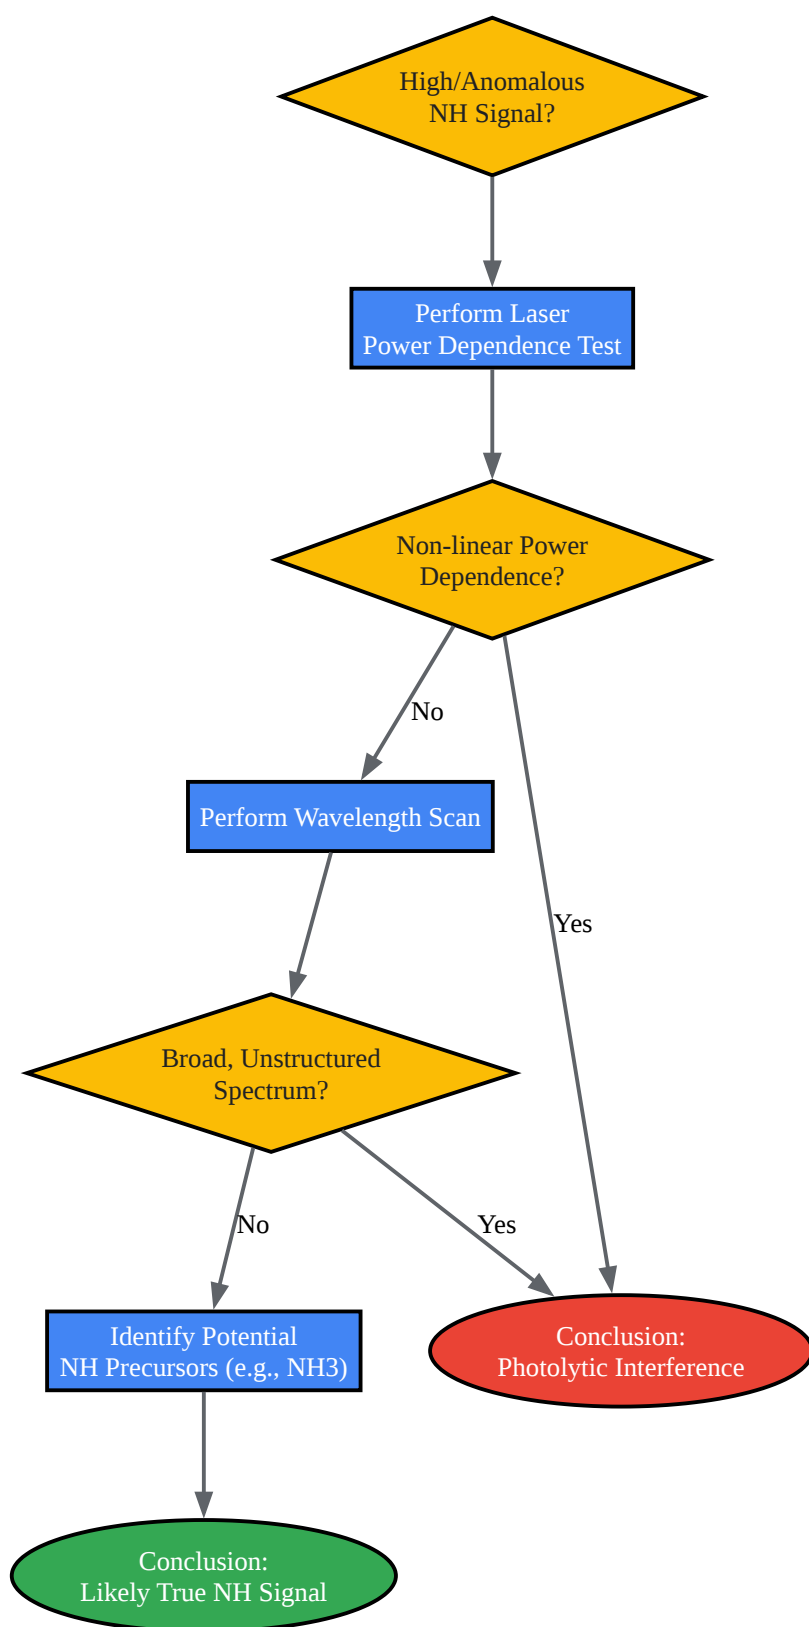 High/Anomalous
NH Signal?
Perform Laser
Power Dependence Test
Non-linear Power
Dependence?
No
Perform Wavelength Scan
Yes
Broad, Unstructured
Spectrum?
No
Yes
Identify Potential
NH Precursors (e.g., NH3)
Conclusion:
Photolytic Interference
Conclusion:
Likely True NH Signal